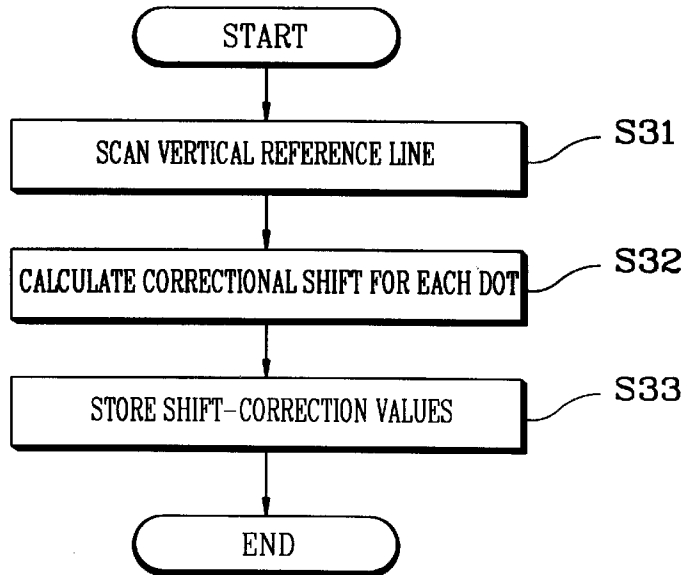 START
SCAN VERTICAL REFERENCE LINE
S31
CALCULATE CORRECTIONAL SHIFT FOR EACH DOT
S32
STORE SHIFT-CORRECTION VALUES
S33
END